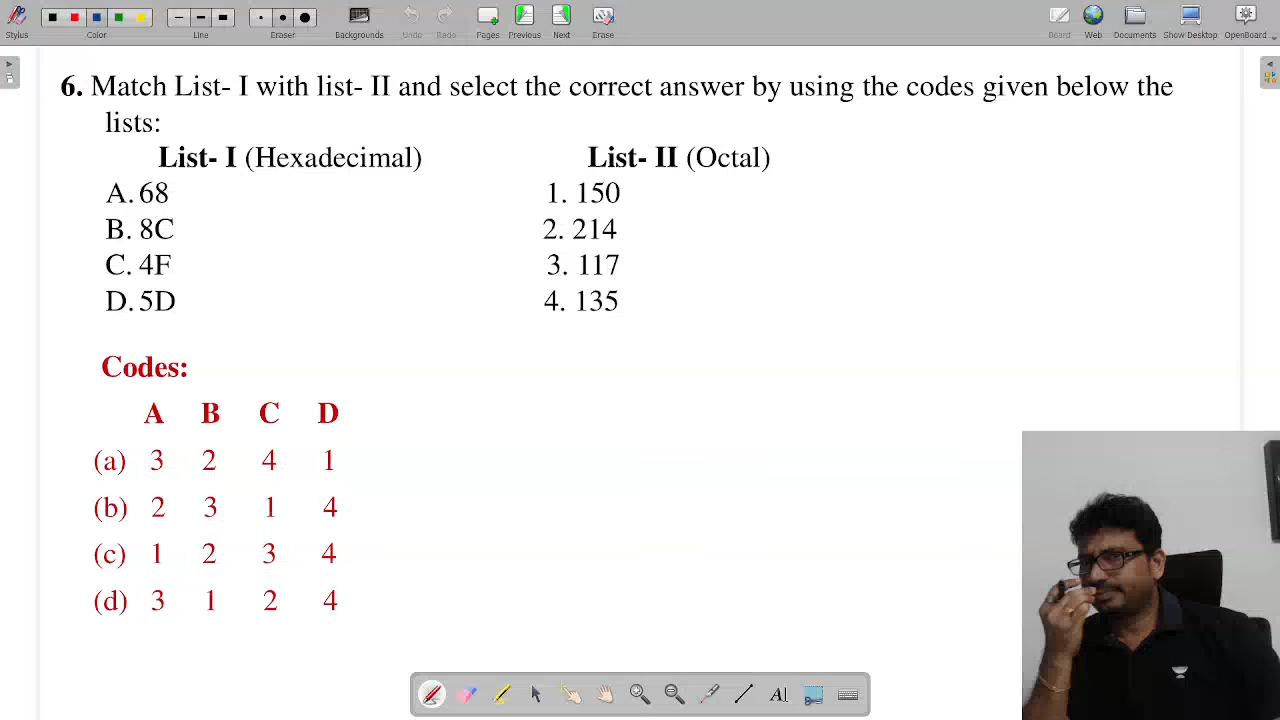 Stylus Color Line Eraser Backgrounds Undo Redo Pages Previous Next Erase Board Web Documents Show Desktop OpenBoard
6. Match List- I with list- II and select the correct answer by using the codes given below the
lists:
List- I (Hexadecimal) List- II (Octal)
A. 68 1. 150
B. 8C 2. 214
C. 4F 3. 117
D. 5D 4. 135
Codes:
A B C D
(a) 3 2 4 1
(b) 2 3 1 4
(c) 1 2 3 4
(d) 3 1 2 4